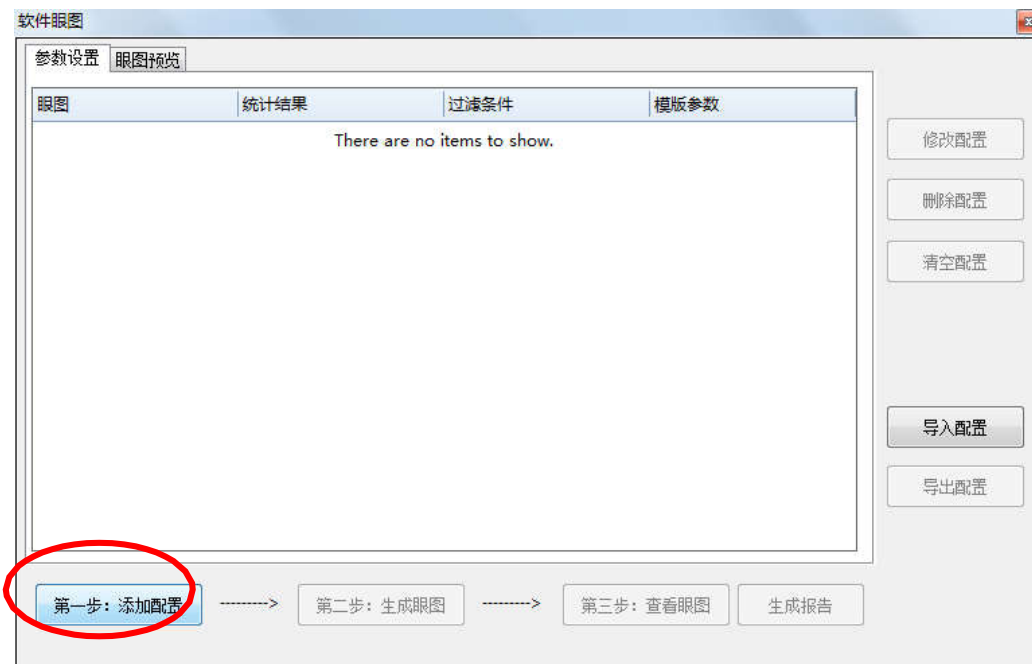 软件眼图
参数设置 眼图预览
眼图 统计结果 过滤条件 模版参数
There are no items to show.
修改配置
删除配置
清空配置
导入配置
导出配置
第一步：添加配置 ---------> 第二步：生成眼图 ---------> 第三步：查看眼图 生成报告